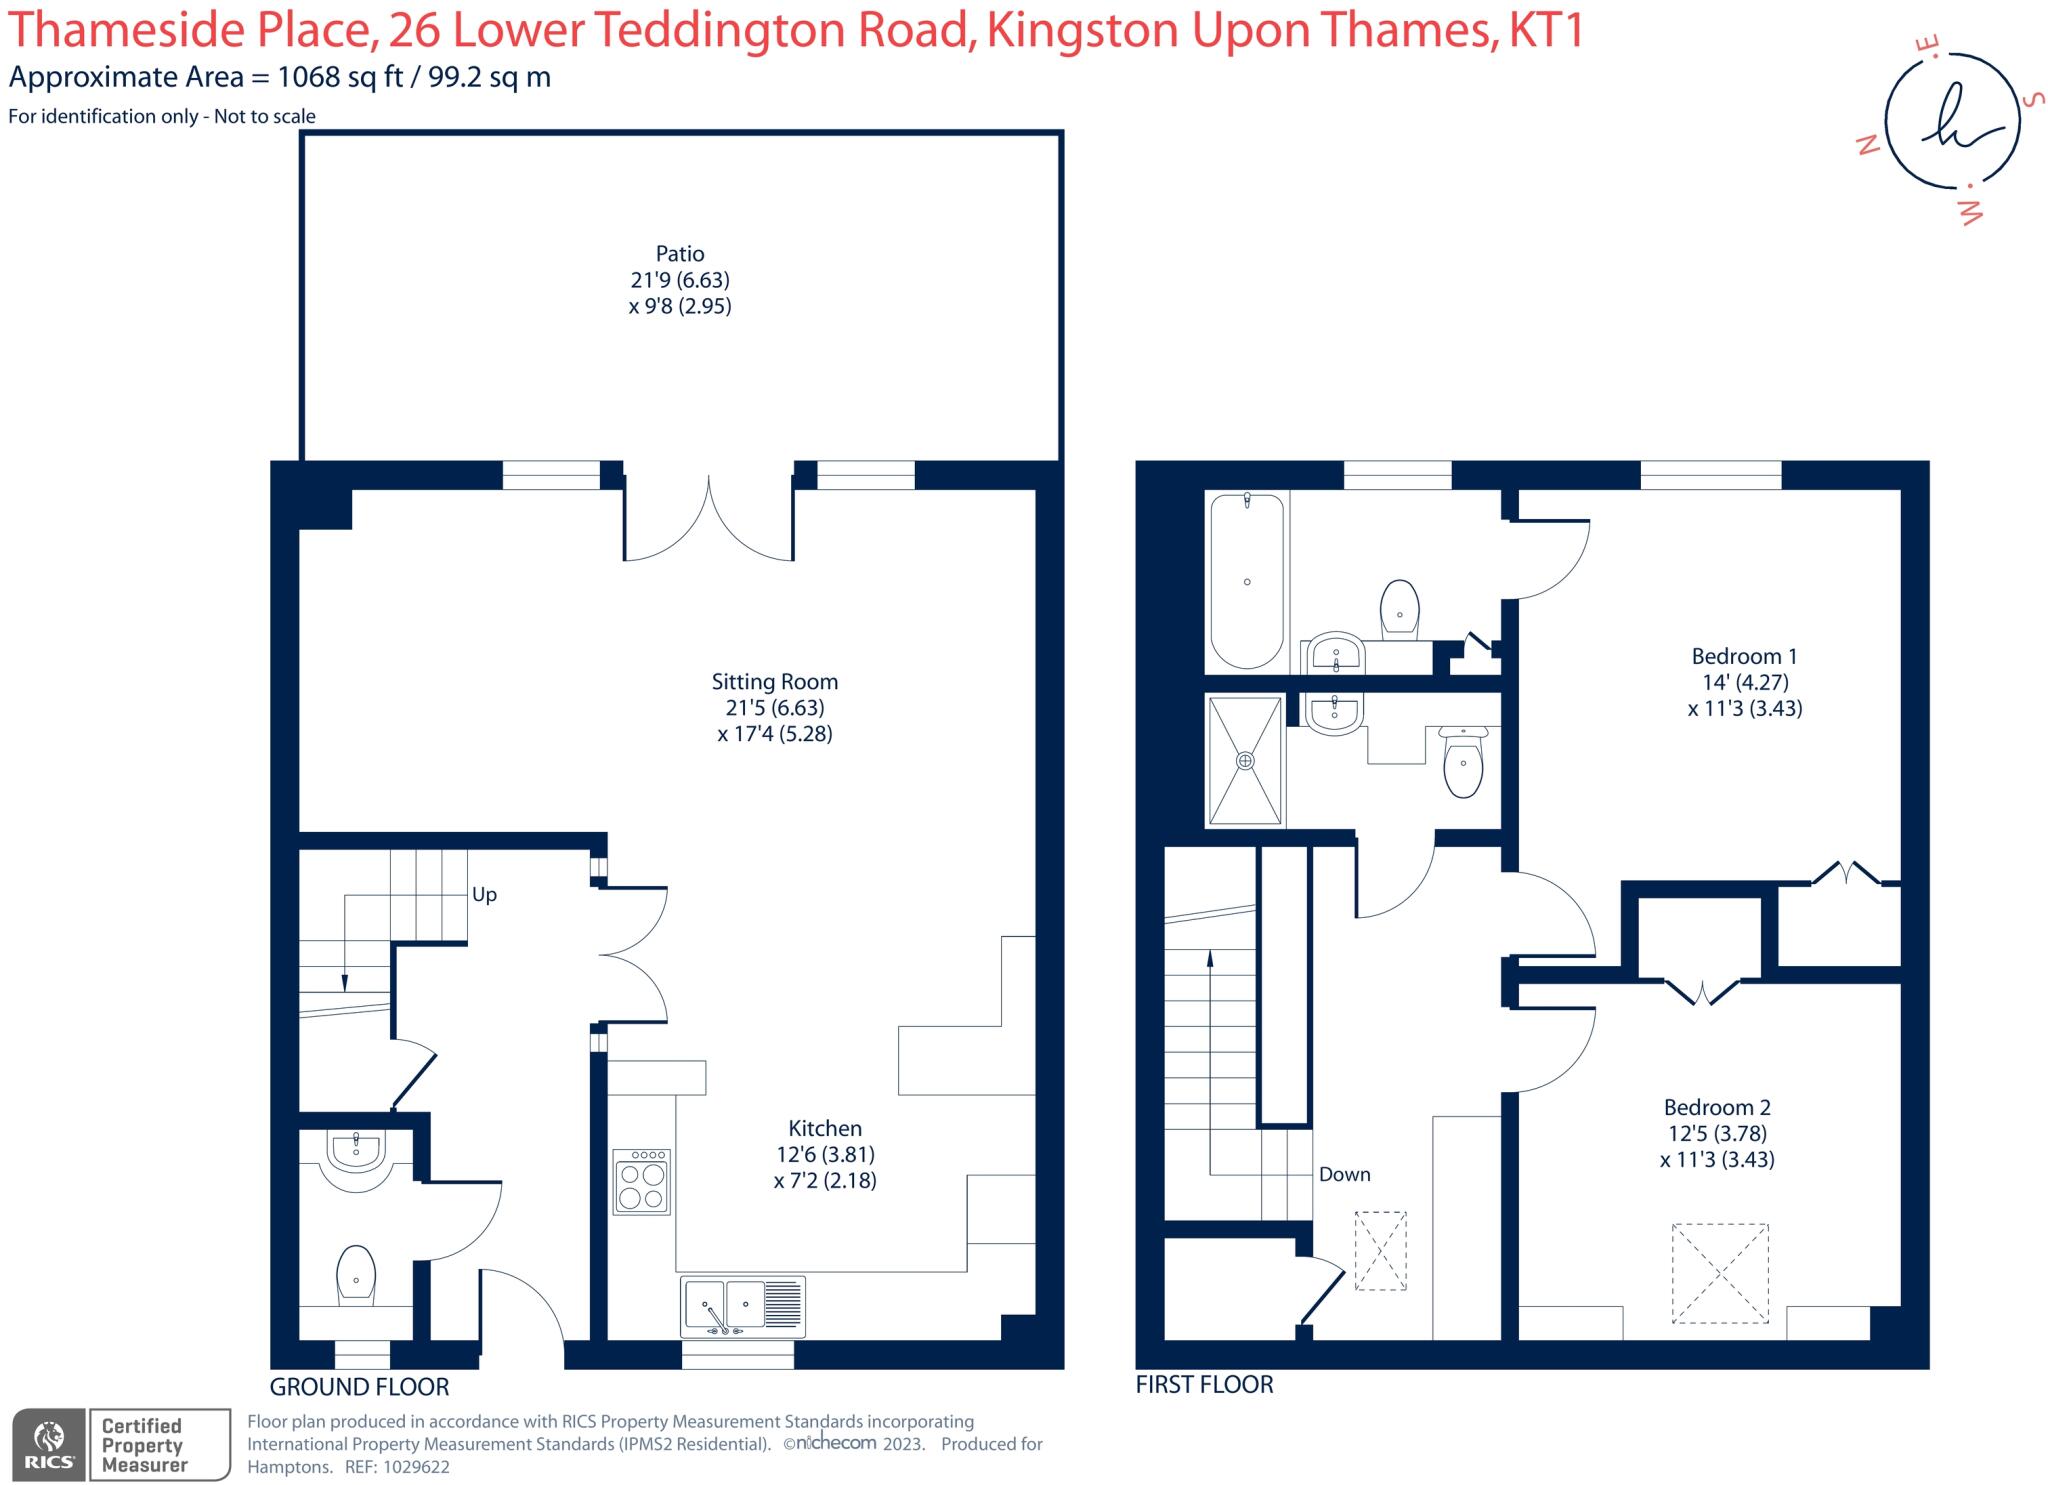 Thameside Place, 26 Lower Teddington Road, Kingston Upon Thames, KT1
Approximate Area = 1068 sq ft / 99.2 sq m
For identification only - Not to scale
E
S
N
W
Patio
21'9 (6.63)
x 9'8 (2.95)
Sitting Room
21'5 (6.63)
x 17'4 (5.28)
Up
Kitchen
12'6 (3.81)
x 7'2 (2.18)
GROUND FLOOR
Bedroom 1
14' (4.27)
x 11'3 (3.43)
Bedroom 2
12'5 (3.78)
x 11'3 (3.43)
Down
FIRST FLOOR
RICS
Certified
Property
Measurer
Floor plan produced in accordance with RICS Property Measurement Standards incorporating
International Property Measurement Standards (IPMS2 Residential). ©nichecom 2023. Produced for
Hamptons. REF: 1029622